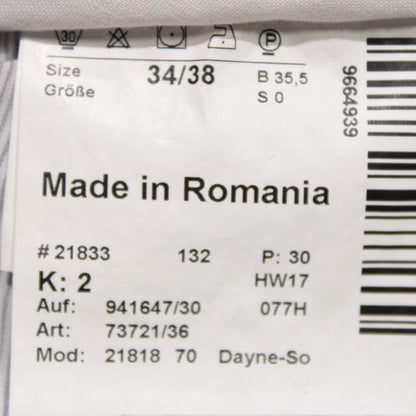 30 P
Size 34/38 B 35,5
Größe S 0
9664939
Made in Romania
# 21833 132 P: 30
K: 2 HW17
Auf: 941647/30 077H
Art: 73721/36
Mod: 21818 70 Dayne-So